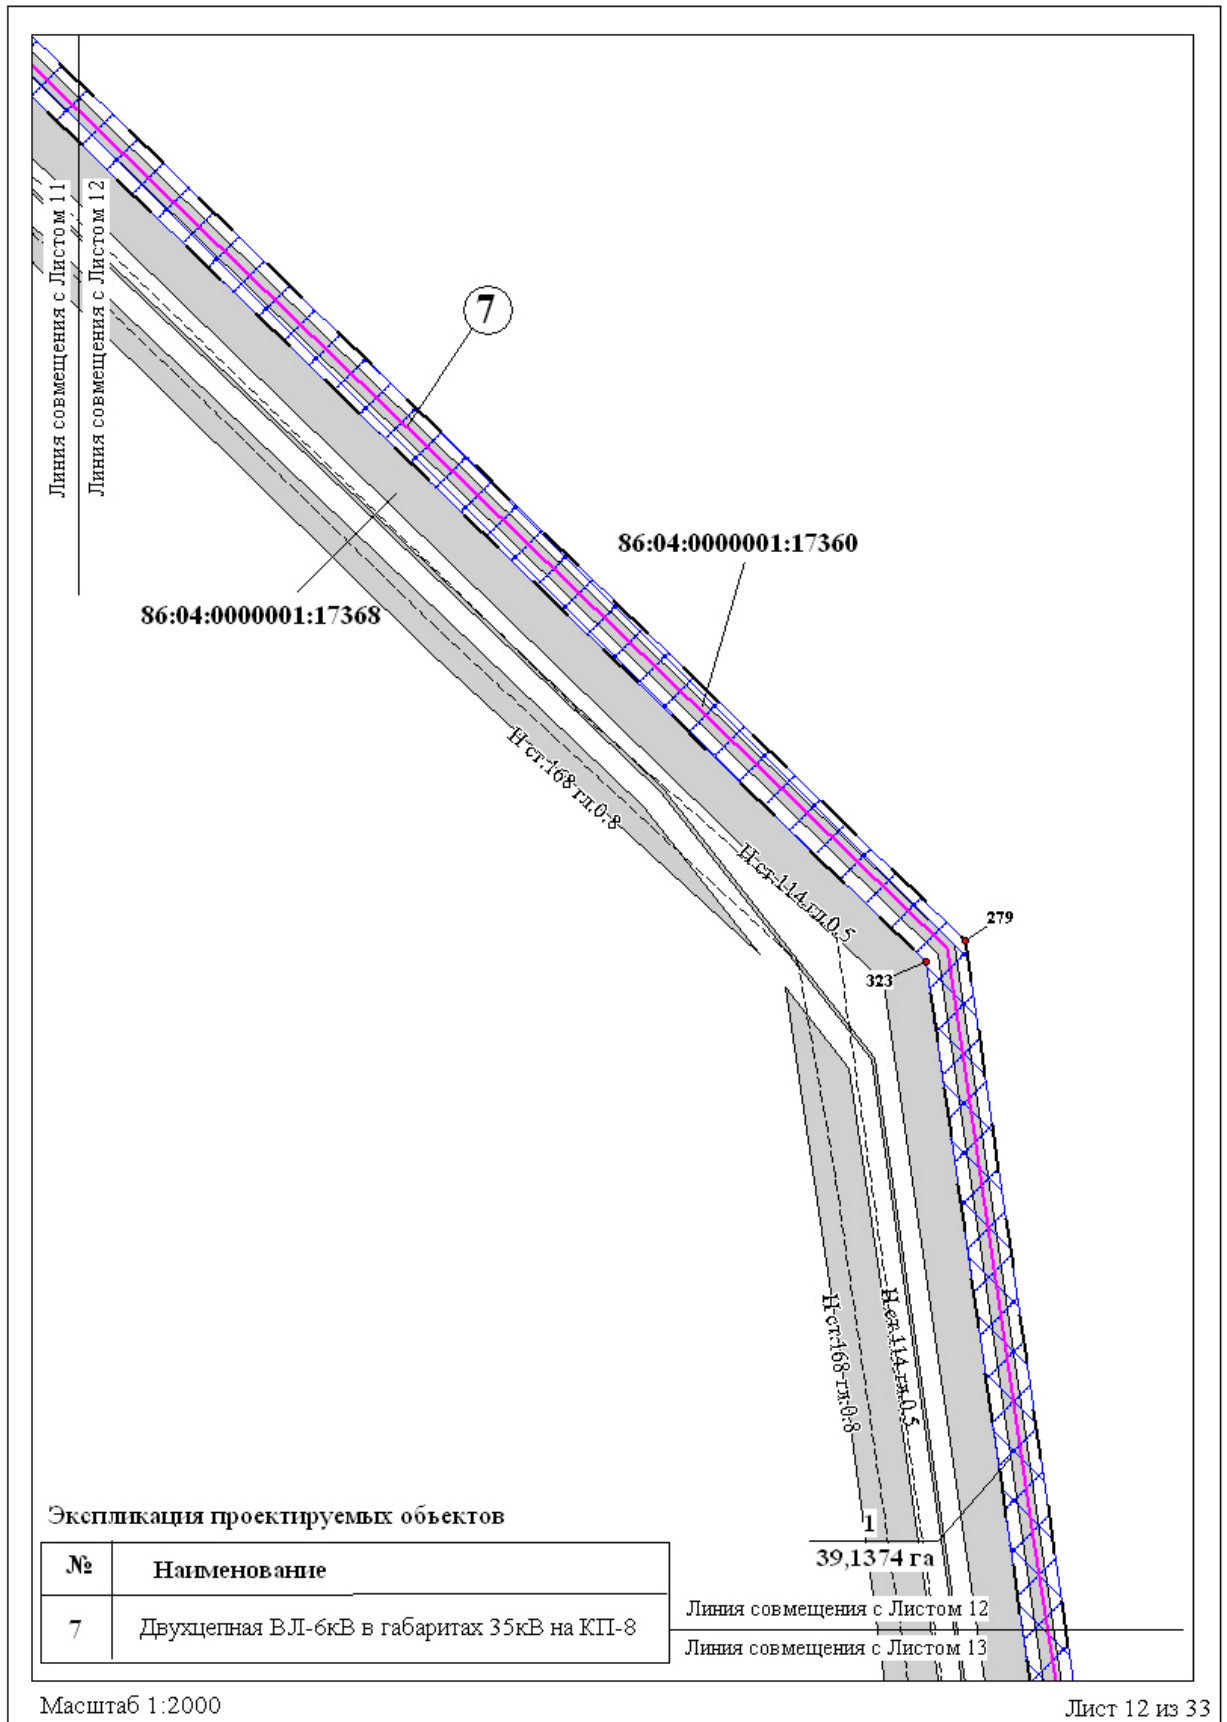 Линия совмещения с Листом 11
Линия совмещения с Листом 12
7
86:04:0000001:17360
86:04:0000001:17368
Н ст.168 гл.0.8
Н ст.114 гл.0.5
279
323
Н ст.168 гл.0.8
Н ст.114 гл.0.5
1
39,1374 га
Экспликация проектируемых объектов
№ Наименование
7 Двухцепная ВЛ-6кВ в габаритах 35кВ на КП-8
Линия совмещения с Листом 12
Линия совмещения с Листом 13
Масштаб 1:2000
Лист 12 из 33